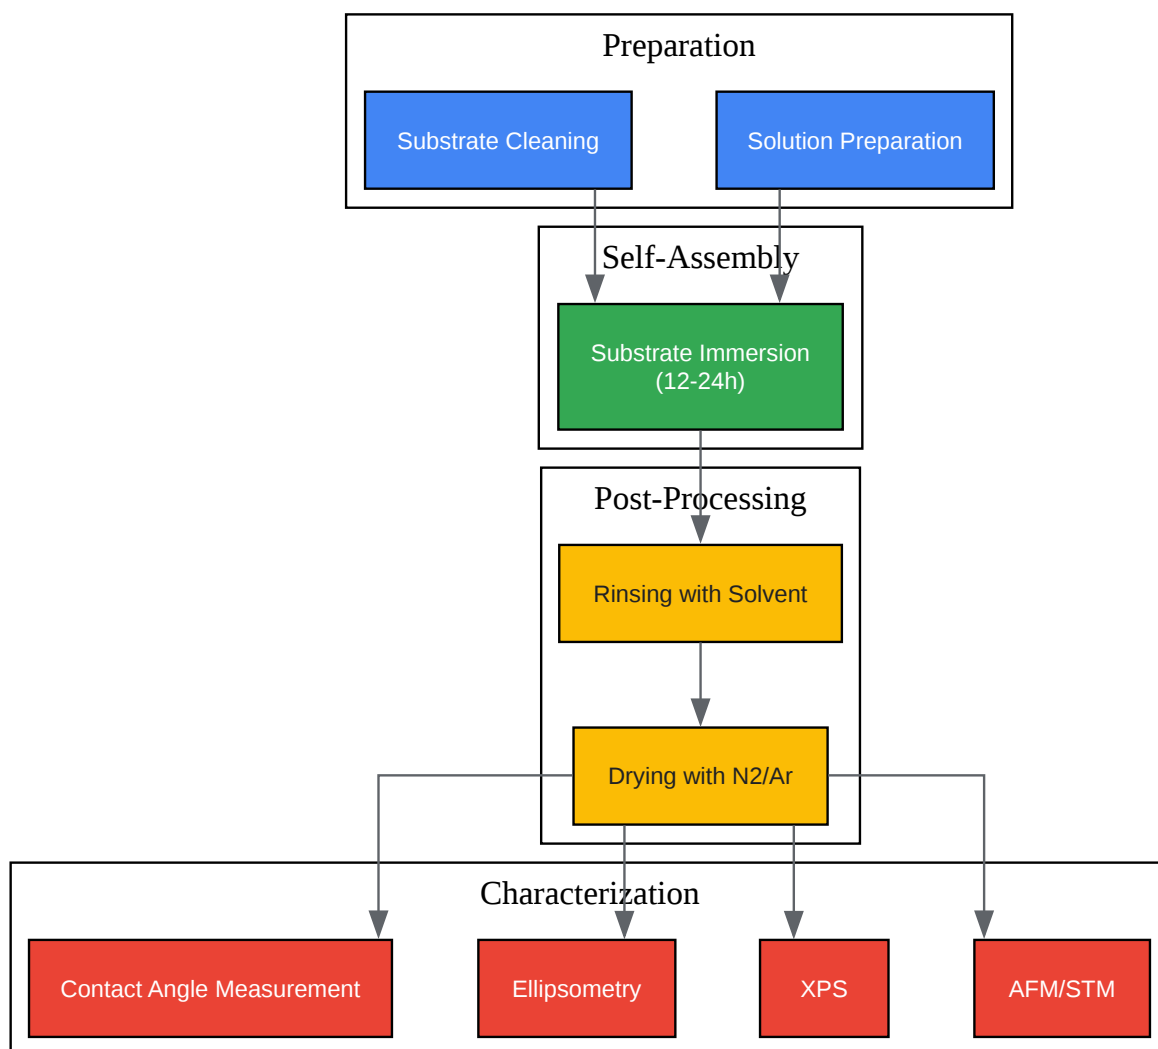 Preparation
Substrate Cleaning
Solution Preparation
Self-Assembly
Substrate Immersion
(12-24h)
Post-Processing
Rinsing with Solvent
Drying with N2/Ar
Characterization
Contact Angle Measurement
Ellipsometry
XPS
AFM/STM